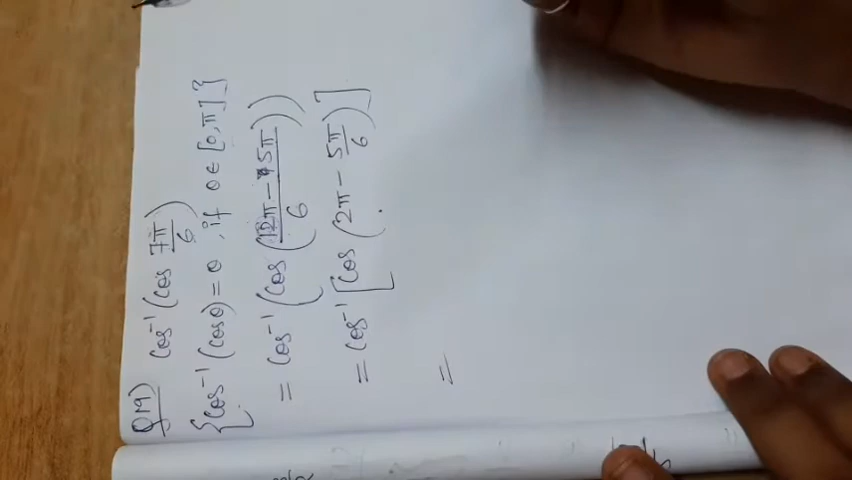 Q19) cos⁻¹(cos 7π/6)
{cos⁻¹(cosθ) = θ, if θ ∈ [0, π]}
= cos⁻¹(cos(12π - 5π/6))
= cos⁻¹[cos(2π - 5π/6)]
=